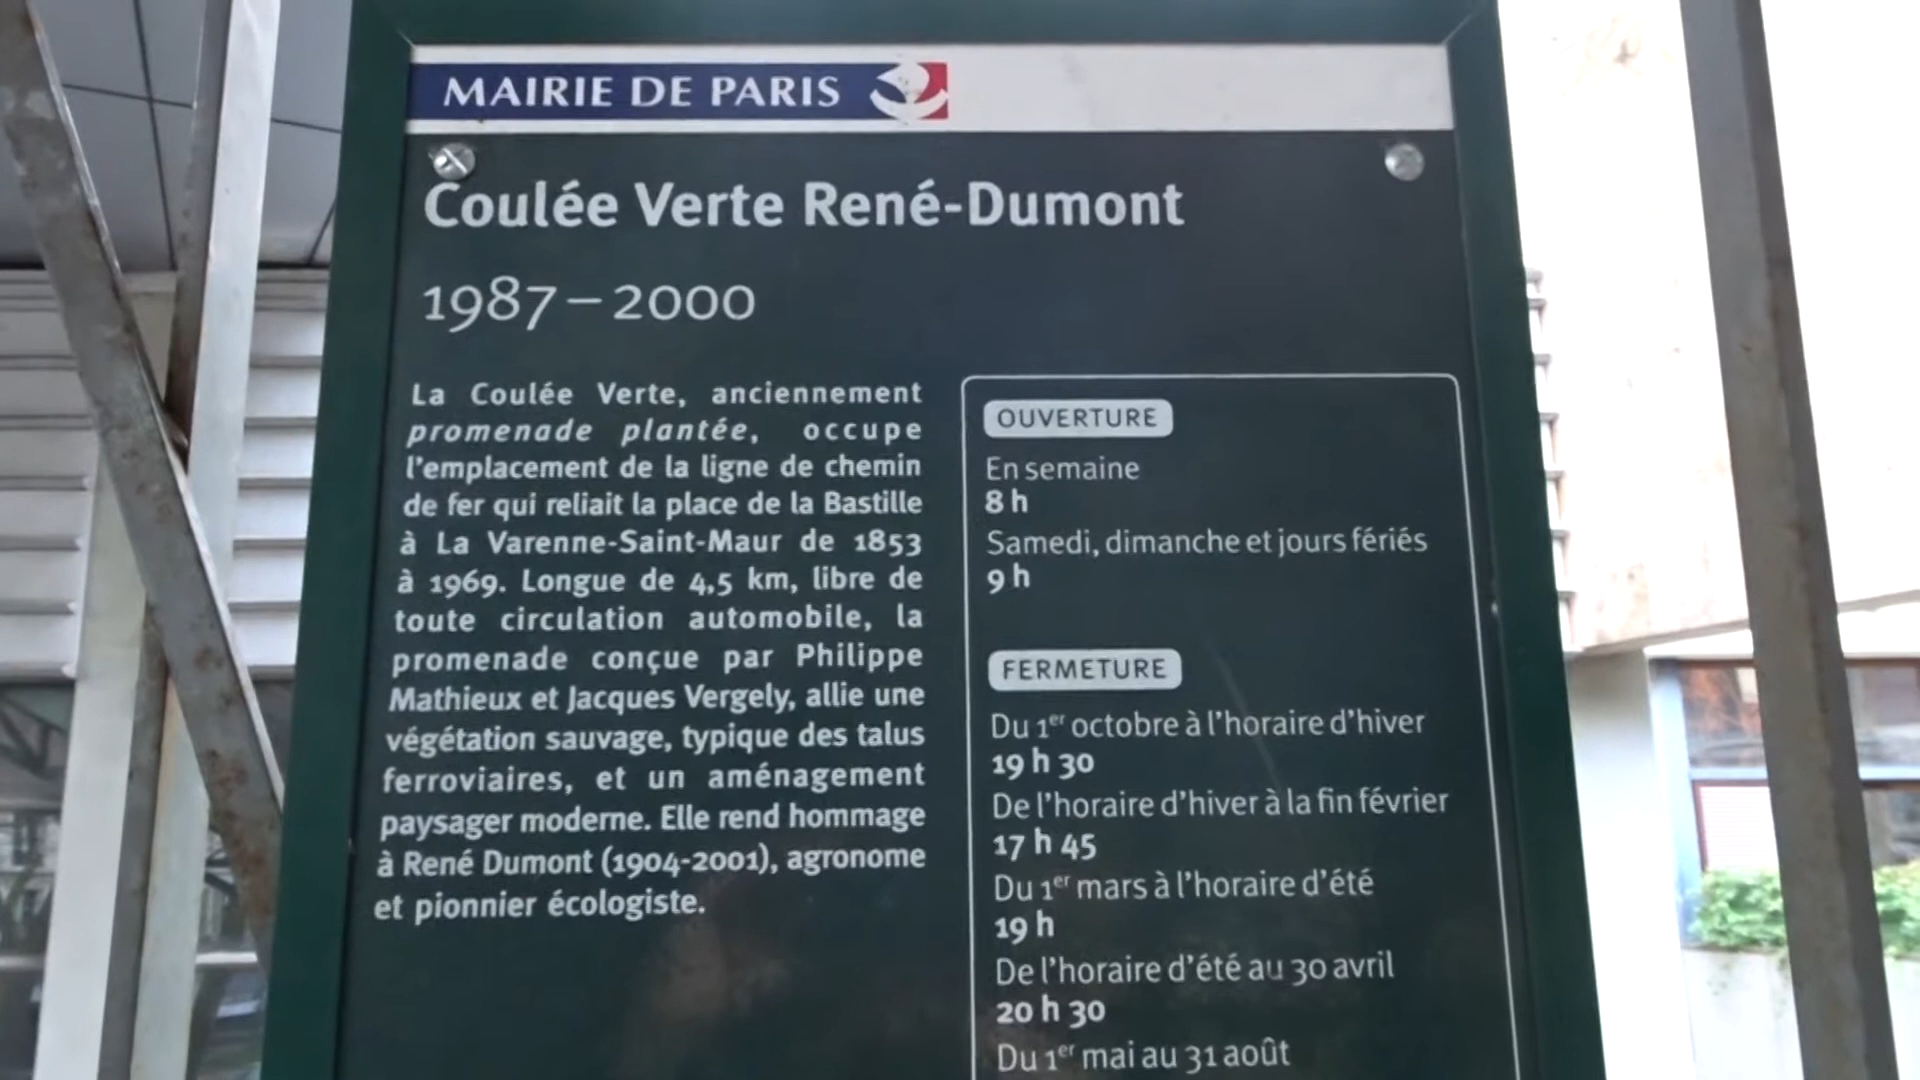 MAIRIE DE PARIS
Coulée Verte René-Dumont
1987–2000
La Coulée Verte, anciennement
promenade plantée, occupe
l'emplacement de la ligne de chemin
de fer qui reliait la place de la Bastille
à La Varenne-Saint-Maur de 1853
à 1969. Longue de 4,5 km, libre de
toute circulation automobile, la
promenade conçue par Philippe
Mathieux et Jacques Vergely, allie une
végétation sauvage, typique des talus
ferroviaires, et un aménagement
paysager moderne. Elle rend hommage
à René Dumont (1904-2001), agronome
et pionnier écologiste.
OUVERTURE
En semaine
8 h
Samedi, dimanche et jours fériés
9 h
FERMETURE
Du 1er octobre à l'horaire d'hiver
19 h 30
De l'horaire d'hiver à la fin février
17 h 45
Du 1er mars à l'horaire d'été
19 h
De l'horaire d'été au 30 avril
20 h 30
Du 1er mai au 31 août